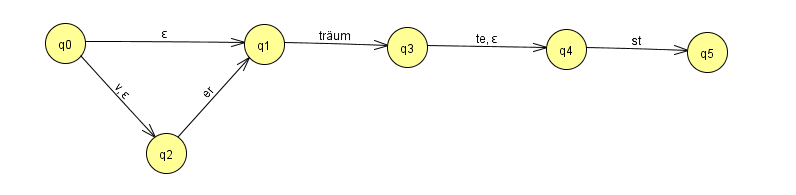 q0
ε
q1
träum
q3
te, ε
q4
st
q5
v,ε
er
q2